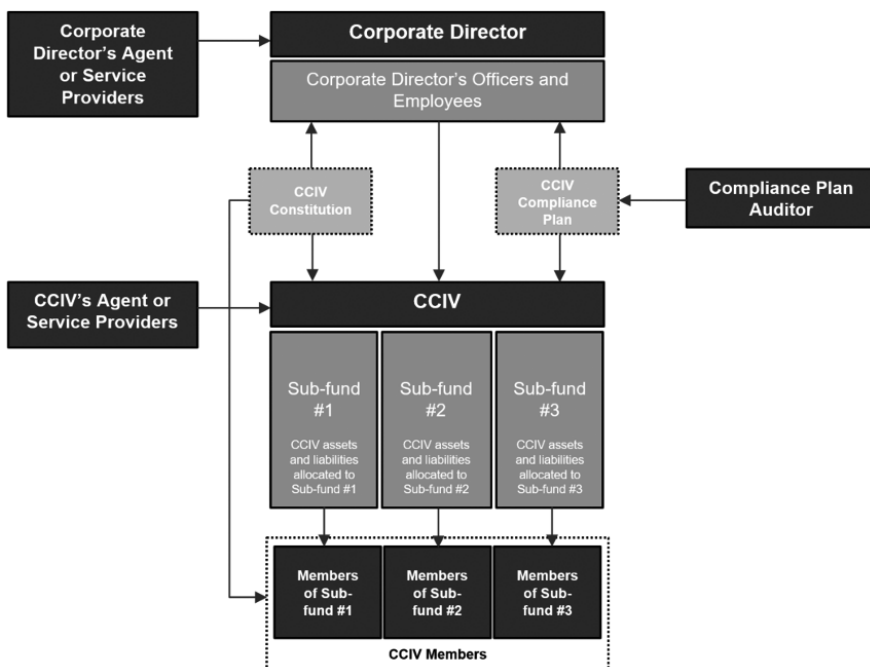 Corporate
Director's Agent
or Service
Providers
Corporate Director
Corporate Director's Officers and
Employees
CCIV
Constitution
CCIV
Compliance
Plan
Compliance Plan
Auditor
CCIV's Agent or
Service Providers
CCIV
Sub-fund
#1
CCIV assets
and liabilities
allocated to
Sub-fund #1
Sub-fund
#2
CCIV assets
and liabilities
allocated to
Sub-fund #2
Sub-fund
#3
CCIV assets
and liabilities
allocated to
Sub-fund #3
Members
of Sub-
fund #1
Members
of Sub-
fund #2
Members
of Sub-
fund #3
CCIV Members